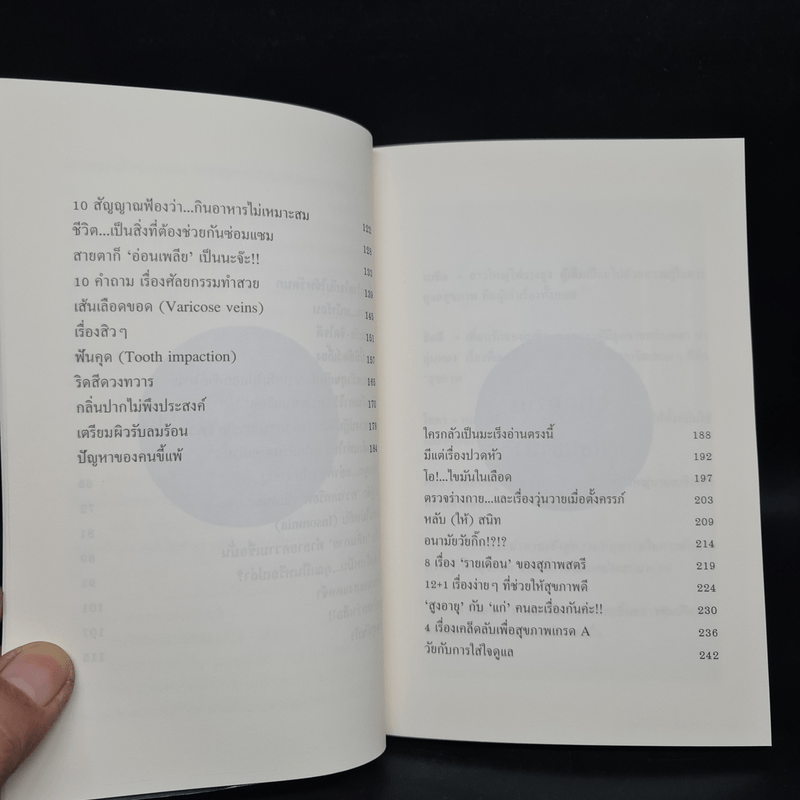 10 สัญญาณฟ้องว่า...กินอาหารไม่เหมาะสม
ชีวิต...เป็นสิ่งที่ต้องช่วยกันซ่อมแซม
สายตาก็ 'อ่อนเพลีย' เป็นนะจ๊ะ!!
10 คำถาม เรื่องศัลยกรรมทำสวย 139
เส้นเลือดขอด (Varicose veins) 145
เรื่องสิวๆ 151
ฟันคุด (Tooth impaction) 157
ริดสีดวงทวาร
กลิ่นปากไม่พึงประสงค์
เตรียมผิวรับลมร้อน 178
ปัญหาของคนขี้แพ้ 184
ใครกลัวเป็นมะเร็งอ่านตรงนี้ 188
มีแต่เรื่องปวดหัว 192
โอ!...ไขมันในเลือด 197
ตรวจร่างกาย...และเรื่องวุ่นวายเมื่อตั้งครรภ์ 203
หลับ (ให้) สนิท 209
อนามัยวัยกิ๊ก!?!? 214
8 เรื่อง 'รายเดือน' ของสุภาพสตรี 219
12+1 เรื่องง่ายๆ ที่ช่วยให้สุขภาพดี 224
'สูงอายุ' กับ 'แก่' คนละเรื่องกันค่ะ!! 230
4 เรื่องเคล็ดลับเพื่อสุขภาพเกรด A 236
วัยกับการใส่ใจดูแล 242